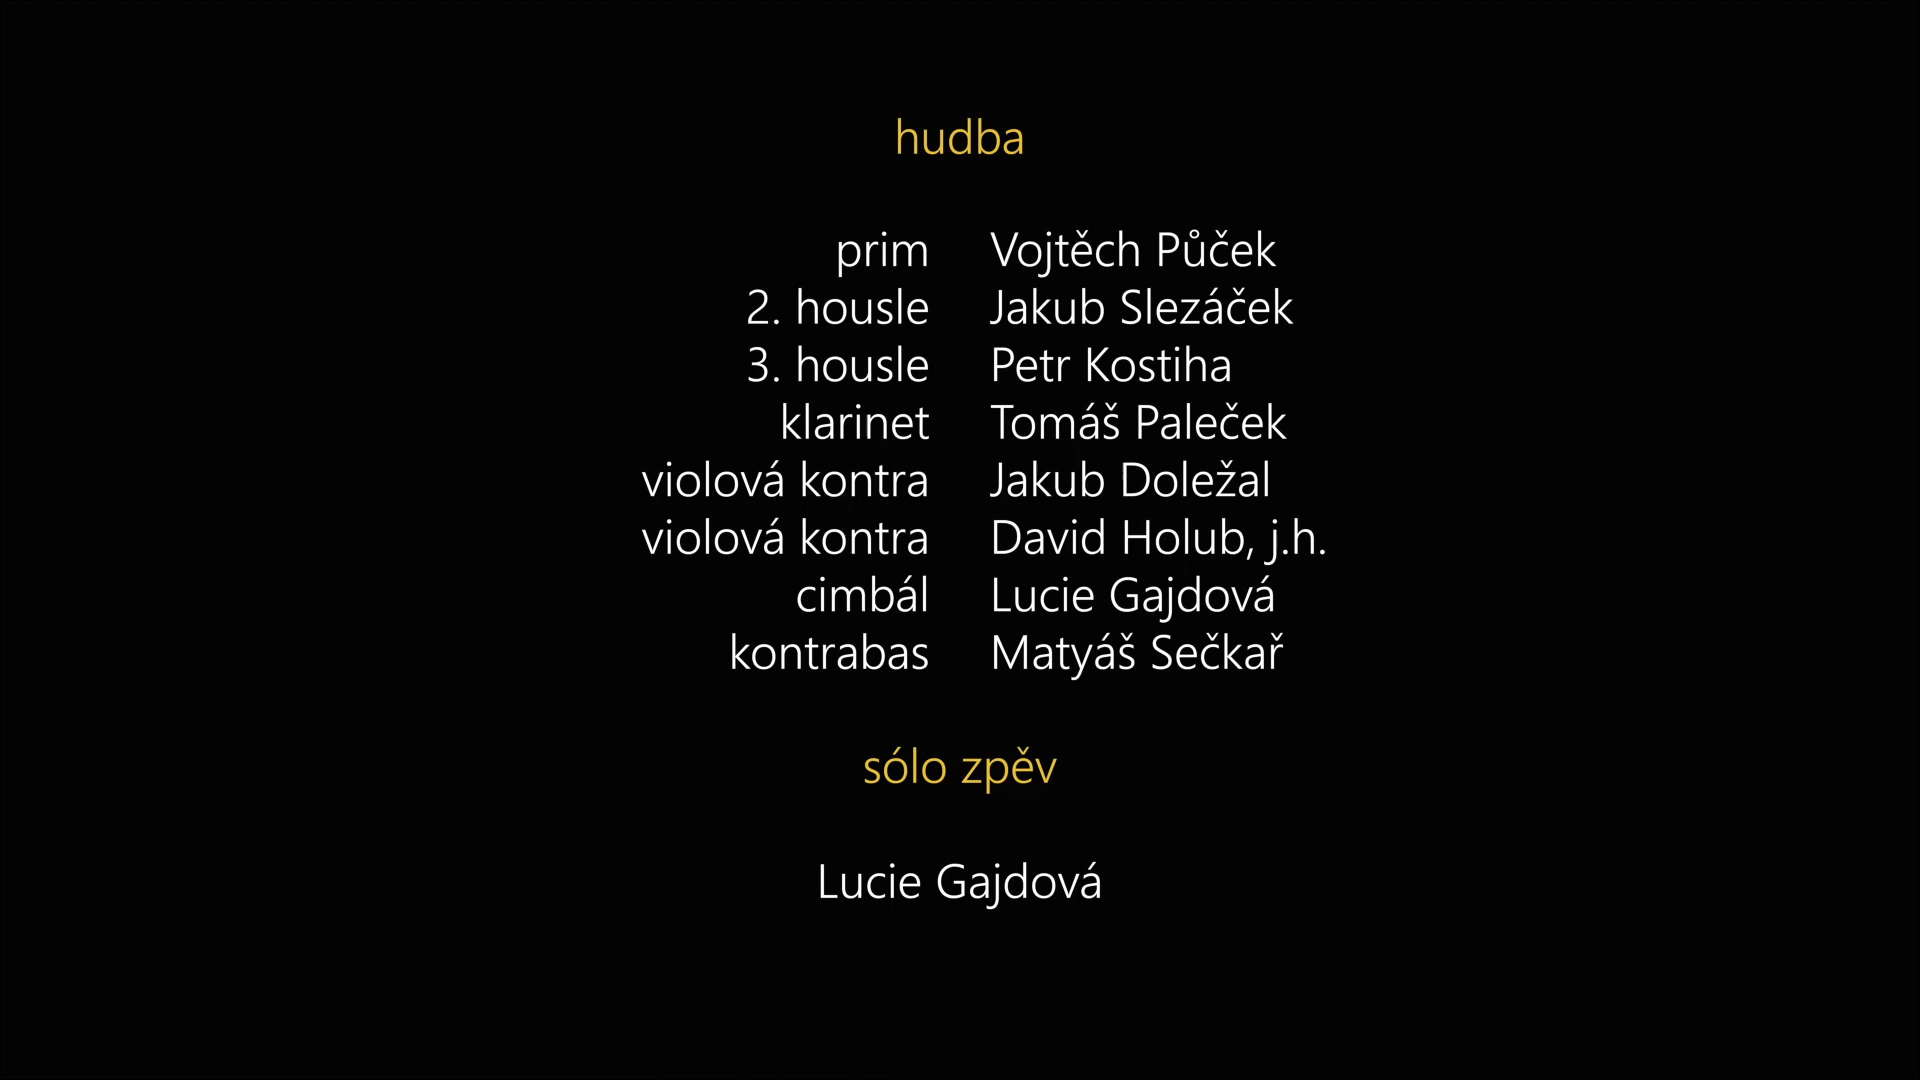 hudba
prim Vojtěch Půček
2. housle Jakub Slezáček
3. housle Petr Kostiha
klarinet Tomáš Paleček
violová kontra Jakub Doležal
violová kontra David Holub, j.h.
cimbál Lucie Gajdová
kontrabas Matyáš Sečkař
sólo zpěv
Lucie Gajdová